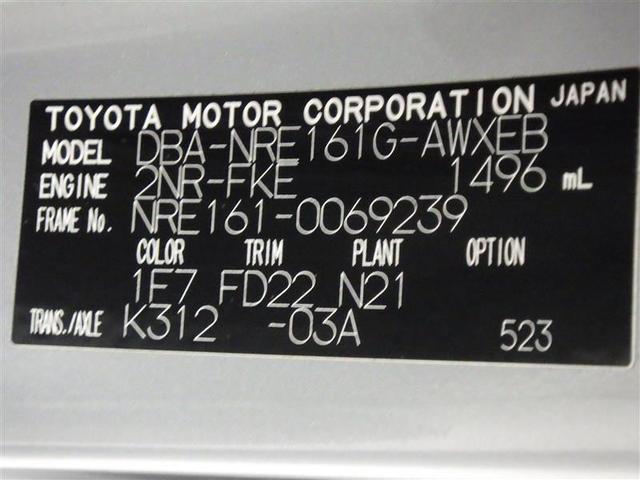 TOYOTA MOTOR CORPORATION JAPAN
MODEL DBA-NRE161G-AWXEB
ENGINE 2NR-FKE 1496 mL
FRAME No. NRE161-0069239
COLOR TRIM PLANT OPTION
1F7 FD22 N21
TRANS./AXLE K312 -03A 523